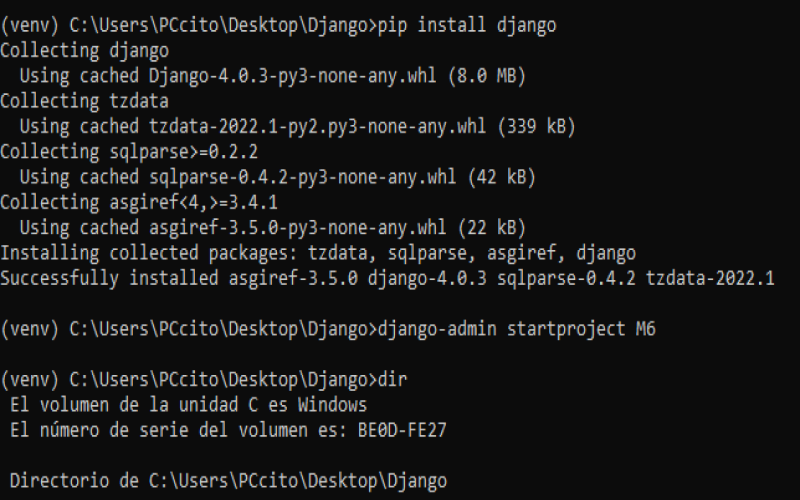 (venv) C:\Users\PCcito\Desktop\Django>pip install django
Collecting django
  Using cached Django-4.0.3-py3-none-any.whl (8.0 MB)
Collecting tzdata
  Using cached tzdata-2022.1-py2.py3-none-any.whl (339 kB)
Collecting sqlparse>=0.2.2
  Using cached sqlparse-0.4.2-py3-none-any.whl (42 kB)
Collecting asgiref<4,>=3.4.1
  Using cached asgiref-3.5.0-py3-none-any.whl (22 kB)
Installing collected packages: tzdata, sqlparse, asgiref, django
Successfully installed asgiref-3.5.0 django-4.0.3 sqlparse-0.4.2 tzdata-2022.1
(venv) C:\Users\PCcito\Desktop\Django>django-admin startproject M6
(venv) C:\Users\PCcito\Desktop\Django>dir
 El volumen de la unidad C es Windows
 El número de serie del volumen es: BE0D-FE27
 Directorio de C:\Users\PCcito\Desktop\Django